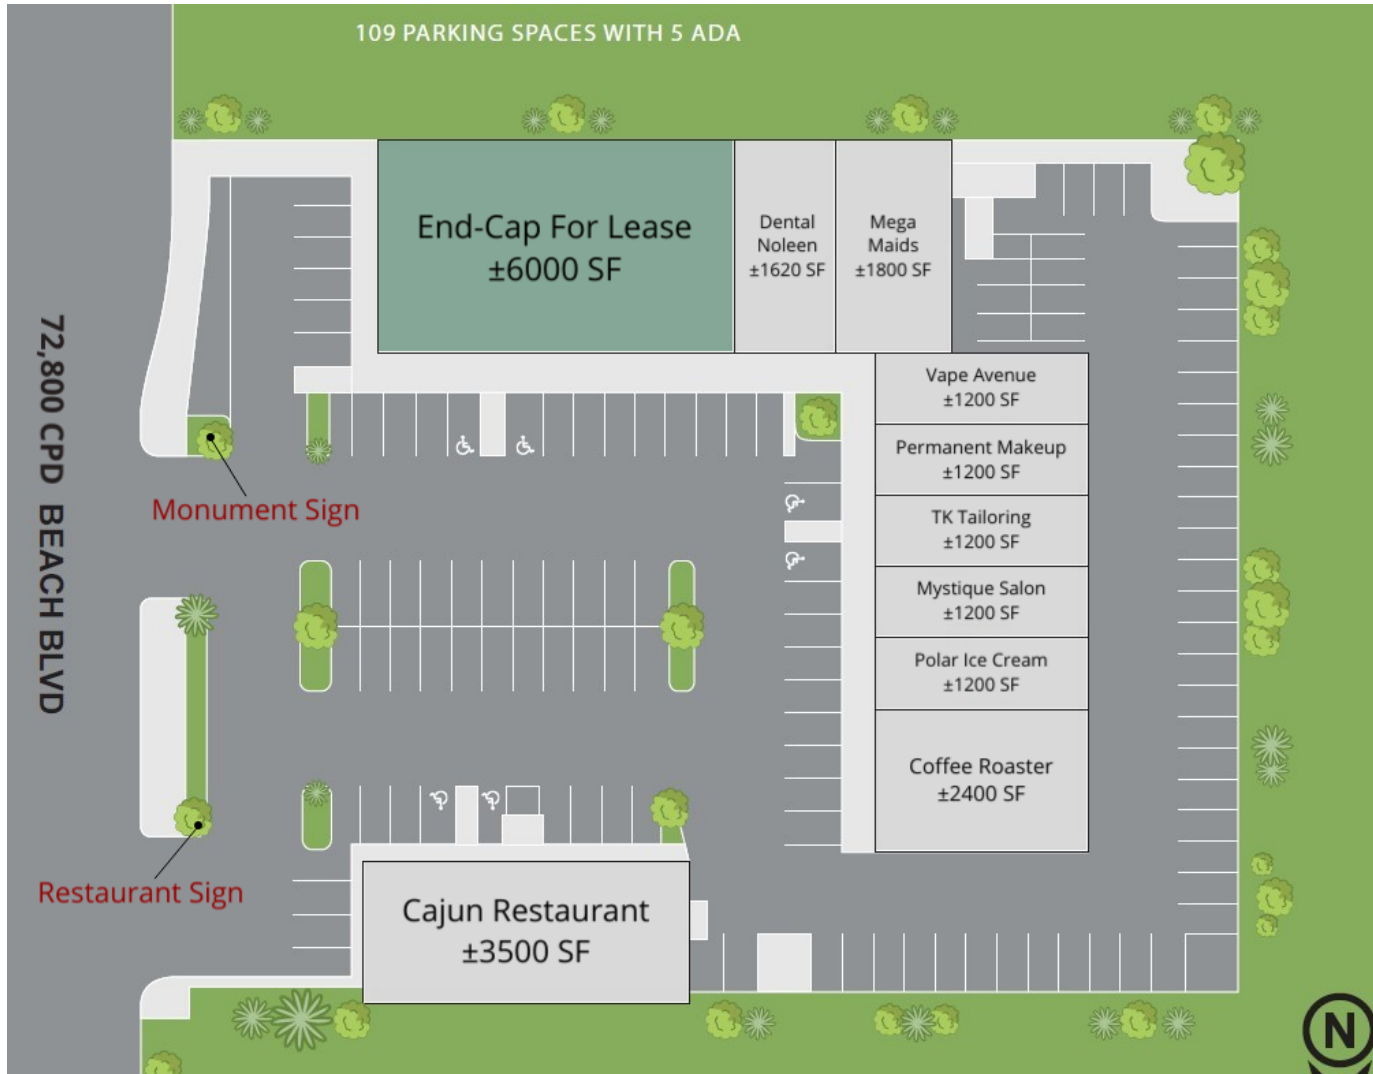 109 PARKING SPACES WITH 5 ADA
End-Cap For Lease
±6000 SF
Dental
Noleen
±1620 SF
Mega
Maids
±1800 SF
72,800 CPD BEACH BLVD
Vape Avenue
±1200 SF
Permanent Makeup
±1200 SF
Monument Sign
TK Tailoring
±1200 SF
Mystique Salon
±1200 SF
Polar Ice Cream
±1200 SF
Coffee Roaster
±2400 SF
Restaurant Sign
Cajun Restaurant
±3500 SF
N